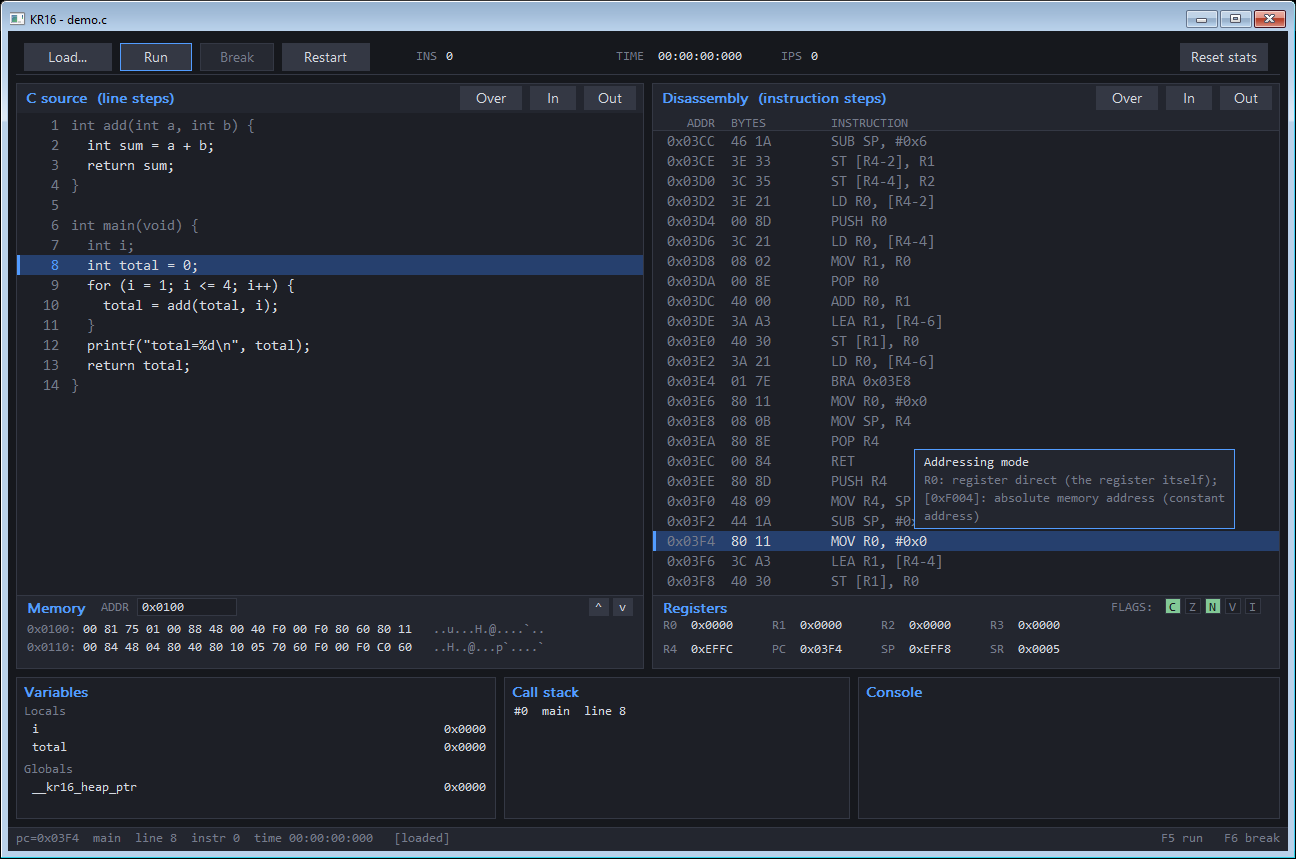 KR16 - demo.c
Load... Run Break Restart INS 0 TIME 00:00:00:000 IPS 0 Reset stats
C source (line steps) Over In Out
1 int add(int a, int b) {
2 int sum = a + b;
3 return sum;
4 }
5
6 int main(void) {
7 int i;
8 int total = 0;
9 for (i = 1; i <= 4; i++) {
10 total = add(total, i);
11 }
12 printf("total=%d\n", total);
13 return total;
14 }
Memory ADDR 0x0100 ^ v
0x0100: 00 81 75 01 00 88 48 00 40 F0 00 F0 80 60 80 11 ..u...H.@....`..
0x0110: 00 84 48 04 80 40 80 10 05 70 60 F0 00 F0 C0 60 ..H..@...p`....`
Disassembly (instruction steps) Over In Out
ADDR BYTES INSTRUCTION
0x03CC 46 1A SUB SP, #0x6
0x03CE 3E 33 ST [R4-2], R1
0x03D0 3C 35 ST [R4-4], R2
0x03D2 3E 21 LD R0, [R4-2]
0x03D4 00 8D PUSH R0
0x03D6 3C 21 LD R0, [R4-4]
0x03D8 08 02 MOV R1, R0
0x03DA 00 8E POP R0
0x03DC 40 00 ADD R0, R1
0x03DE 3A A3 LEA R1, [R4-6]
0x03E0 40 30 ST [R1], R0
0x03E2 3A 21 LD R0, [R4-6]
0x03E4 01 7E BRA 0x03E8
0x03E6 80 11 MOV R0, #0x0
0x03E8 08 0B MOV SP, R4
0x03EA 80 8E POP R4
0x03EC 00 84 RET
0x03EE 80 8D PUSH R4
0x03F0 48 09 MOV R4, SP
0x03F2 44 1A SUB SP, #0
0x03F4 80 11 MOV R0, #0x0
0x03F6 3C A3 LEA R1, [R4-4]
0x03F8 40 30 ST [R1], R0
Addressing mode
R0: register direct (the register itself);
[0xF004]: absolute memory address (constant
address)
Registers FLAGS: C Z N V I
R0 0x0000 R1 0x0000 R2 0x0000 R3 0x0000
R4 0xEFFC PC 0x03F4 SP 0xEFF8 SR 0x0005
Variables
Locals
i 0x0000
total 0x0000
Globals
__kr16_heap_ptr 0x0000
Call stack
#0 main line 8
Console
pc=0x03F4 main line 8 instr 0 time 00:00:00:000 [loaded] F5 run F6 break